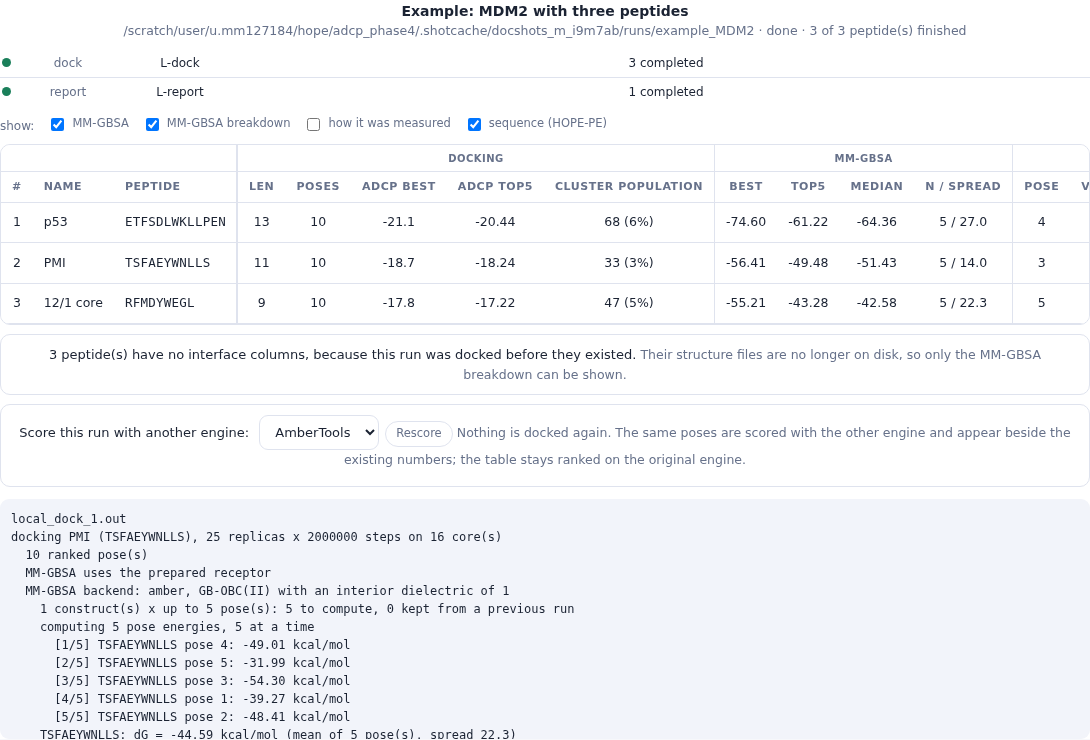 Example: MDM2 with three peptides
/scratch/user/u.mm127184/hope/adcp_phase4/.shotcache/docshots_m_i9m7ab/runs/example_MDM2 · done · 3 of 3 peptide(s) finished
dock L-dock 3 completed
report L-report 1 completed
show: MM-GBSA MM-GBSA breakdown how it was measured sequence (HOPE-PE)
DOCKING MM-GBSA
# NAME PEPTIDE LEN POSES ADCP BEST ADCP TOP5 CLUSTER POPULATION BEST TOP5 MEDIAN N / SPREAD POSE
1 p53 ETFSDLWKLLPEN 13 10 -21.1 -20.44 68 (6%) -74.60 -61.22 -64.36 5 / 27.0 4
2 PMI TSFAEYWNLLS 11 10 -18.7 -18.24 33 (3%) -56.41 -49.48 -51.43 5 / 14.0 3
3 12/1 core RFMDYWEGL 9 10 -17.8 -17.22 47 (5%) -55.21 -43.28 -42.58 5 / 22.3 5
3 peptide(s) have no interface columns, because this run was docked before they existed. Their structure files are no longer on disk, so only the MM-GBSA
breakdown can be shown.
Score this run with another engine: AmberTools Rescore Nothing is docked again. The same poses are scored with the other engine and appear beside the
existing numbers; the table stays ranked on the original engine.
local_dock_1.out
docking PMI (TSFAEYWNLLS), 25 replicas x 2000000 steps on 16 core(s)
10 ranked pose(s)
MM-GBSA uses the prepared receptor
MM-GBSA backend: amber, GB-OBC(II) with an interior dielectric of 1
1 construct(s) x up to 5 pose(s): 5 to compute, 0 kept from a previous run
computing 5 pose energies, 5 at a time
[1/5] TSFAEYWNLLS pose 4: -49.01 kcal/mol
[2/5] TSFAEYWNLLS pose 5: -31.99 kcal/mol
[3/5] TSFAEYWNLLS pose 3: -54.30 kcal/mol
[4/5] TSFAEYWNLLS pose 1: -39.27 kcal/mol
[5/5] TSFAEYWNLLS pose 2: -48.41 kcal/mol
TSFAEYWNLLS: dG = -44.59 kcal/mol (mean of 5 pose(s), spread 22.3)